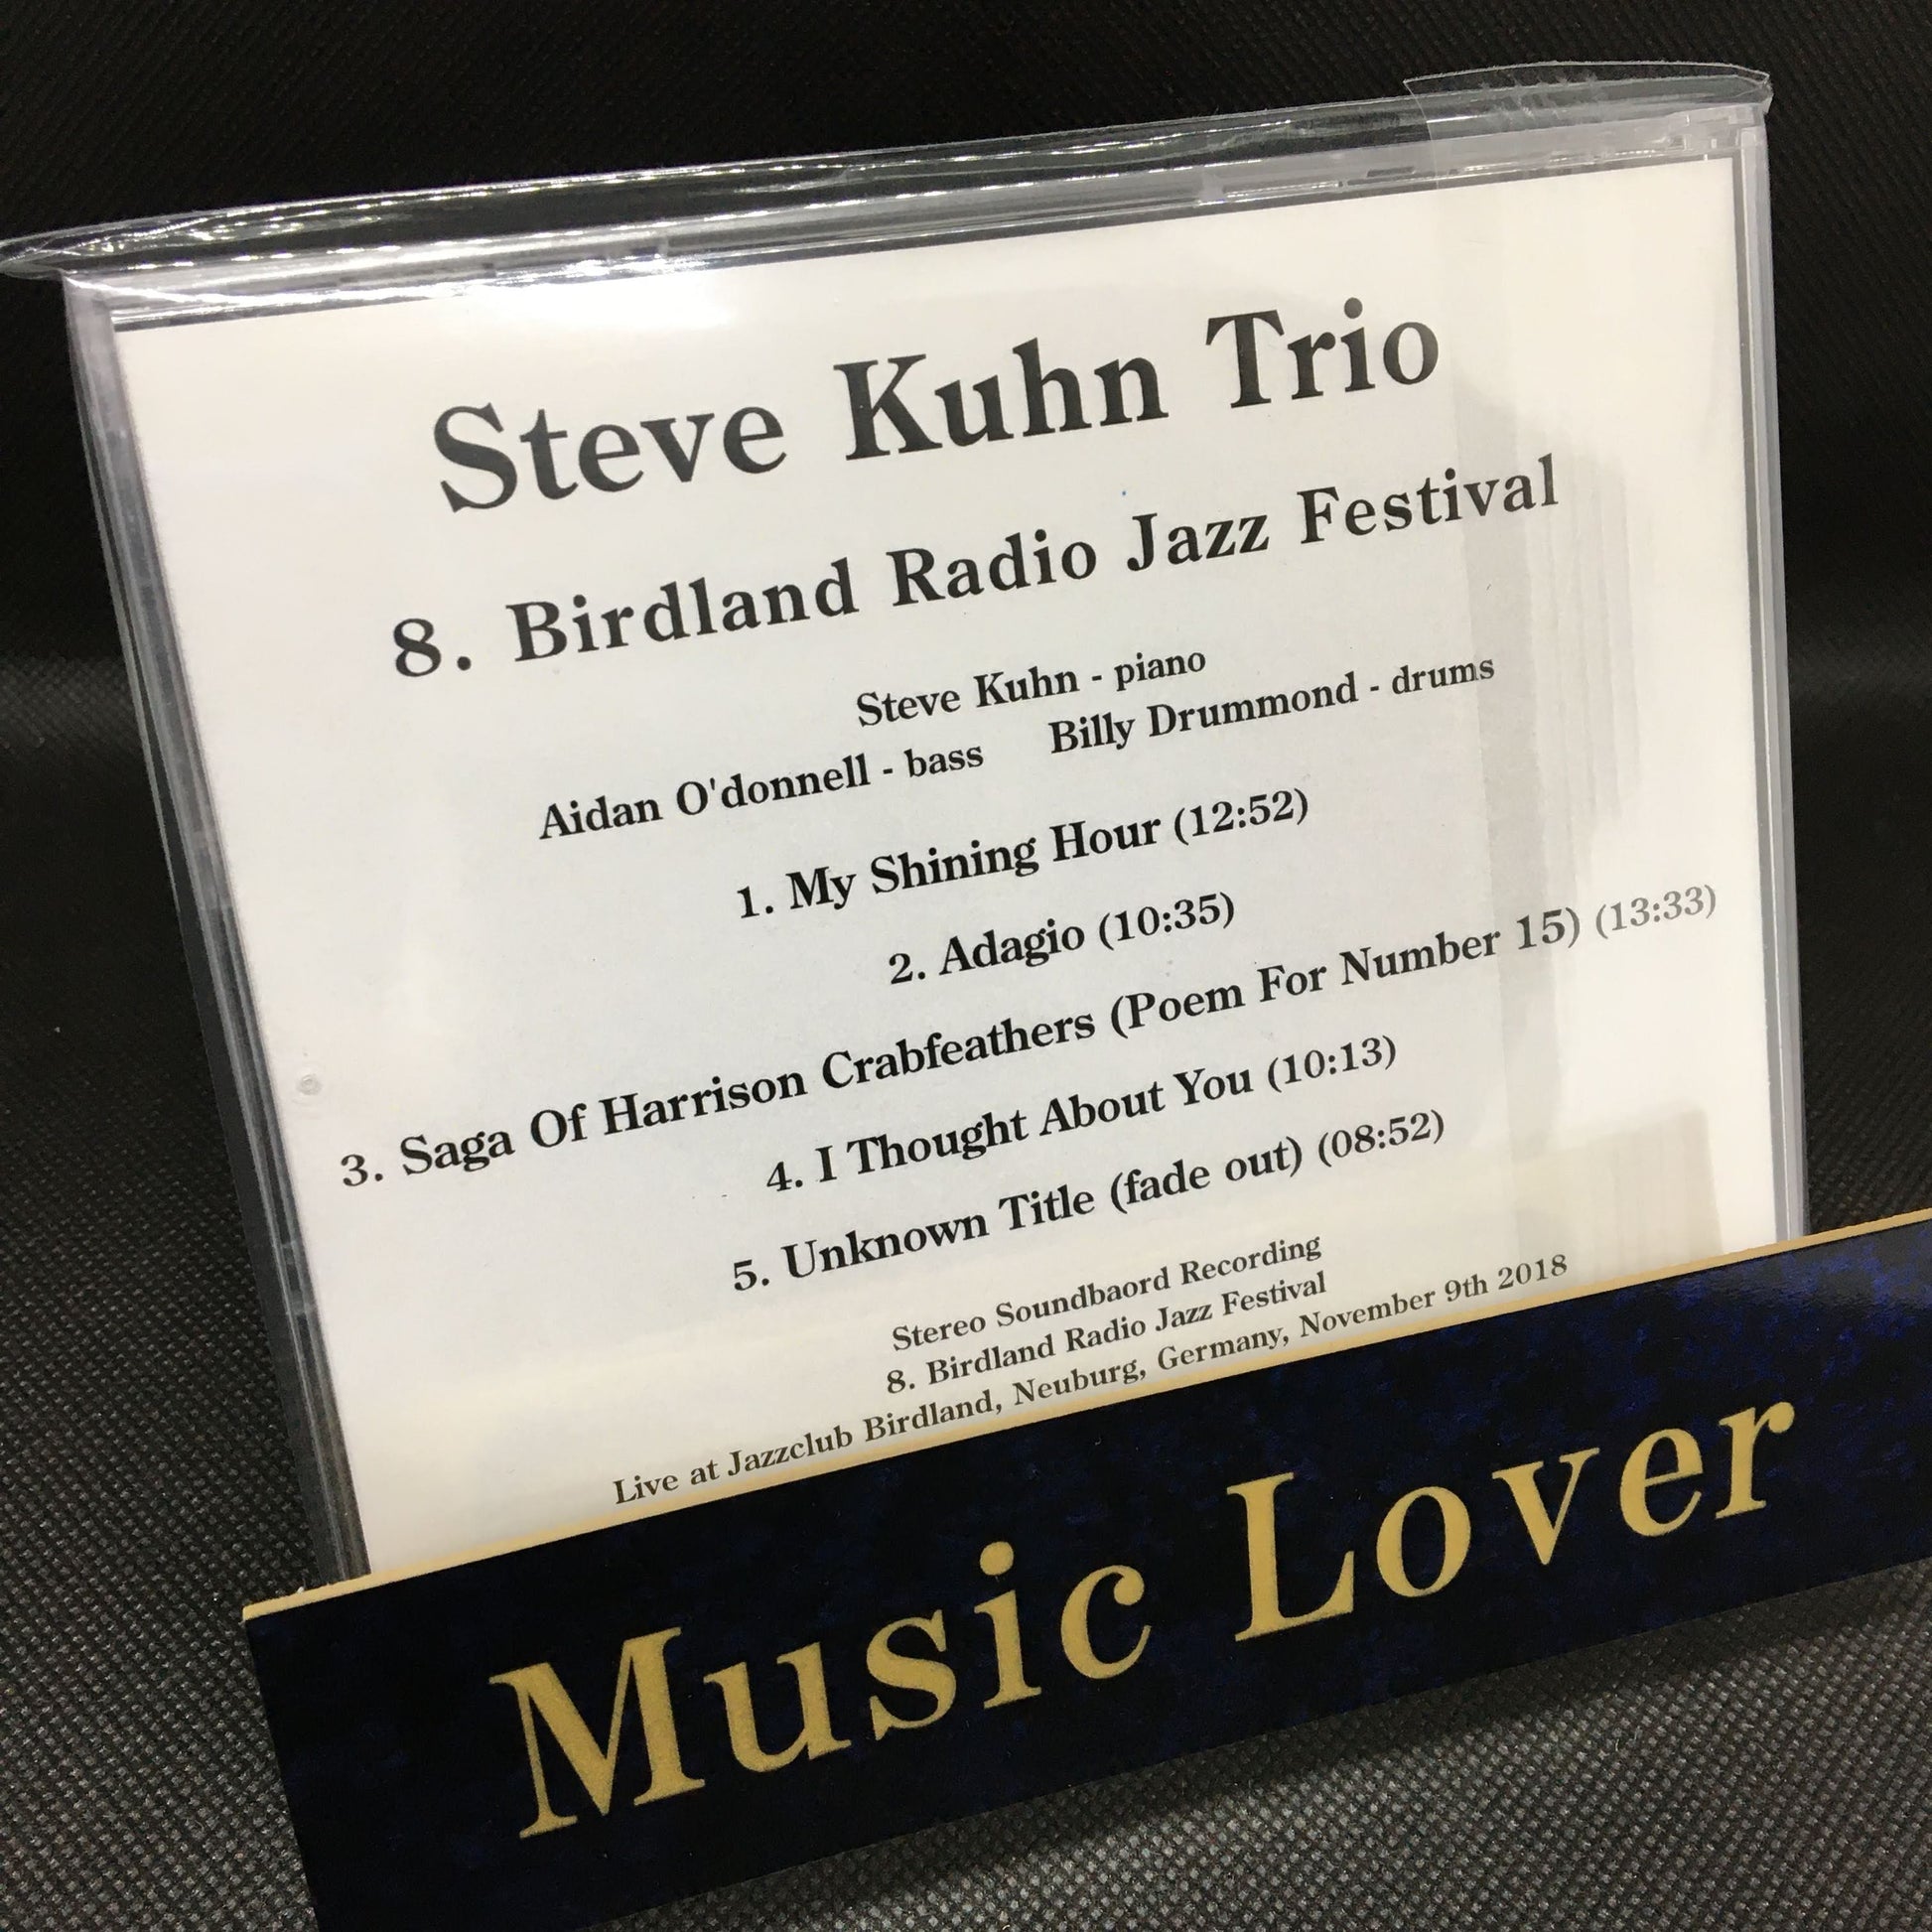 Steve Kuhn Trio
8. Birdland Radio Jazz Festival
Steve Kuhn - piano
Aidan O'donnell - bass Billy Drummond - drums
1. My Shining Hour (12:52)
2. Adagio (10:35)
3. Saga Of Harrison Crabfeathers (Poem For Number 15) (13:33)
4. I Thought About You (10:13)
5. Unknown Title (fade out) (08:52)
Stereo Soundbaord Recording
8. Birdland Radio Jazz Festival
Live at Jazzclub Birdland, Neuburg, Germany, November 9th 2018
Music Lover